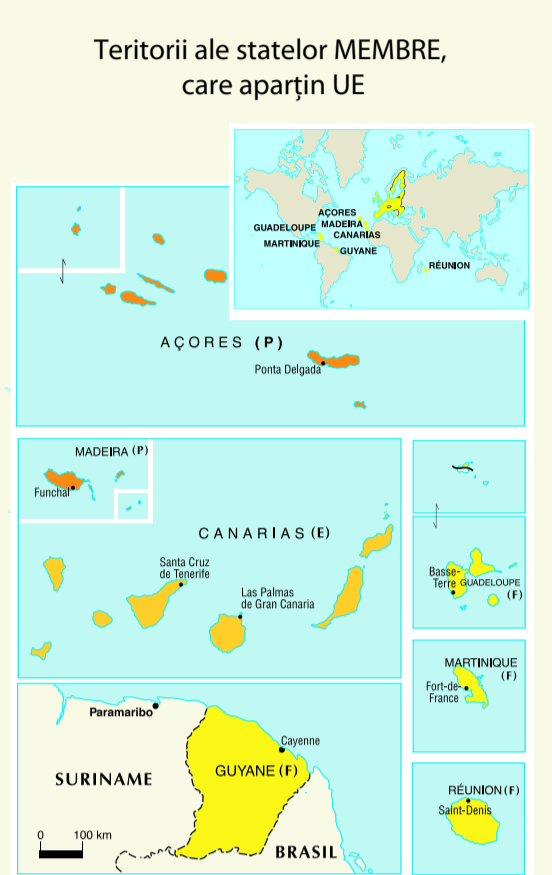 Teritorii ale statelor MEMBRE,
care aparțin UE
AÇORES
MADEIRA
CANARIAS
GUADELOUPE
MARTINIQUE
GUYANE
RÉUNION
AÇORES (P)
Ponta Delgada
MADEIRA (P)
Funchal
CANARIAS (E)
Santa Cruz
de Tenerife
Las Palmas
de Gran Canaria
Basse-
Terre
GUADELOUPE
(F)
MARTINIQUE
(F)
Fort-de-
France
Paramaribo
Cayenne
GUYANE (F)
SURINAME
0 100 km
BRASIL
RÉUNION (F)
Saint-Denis